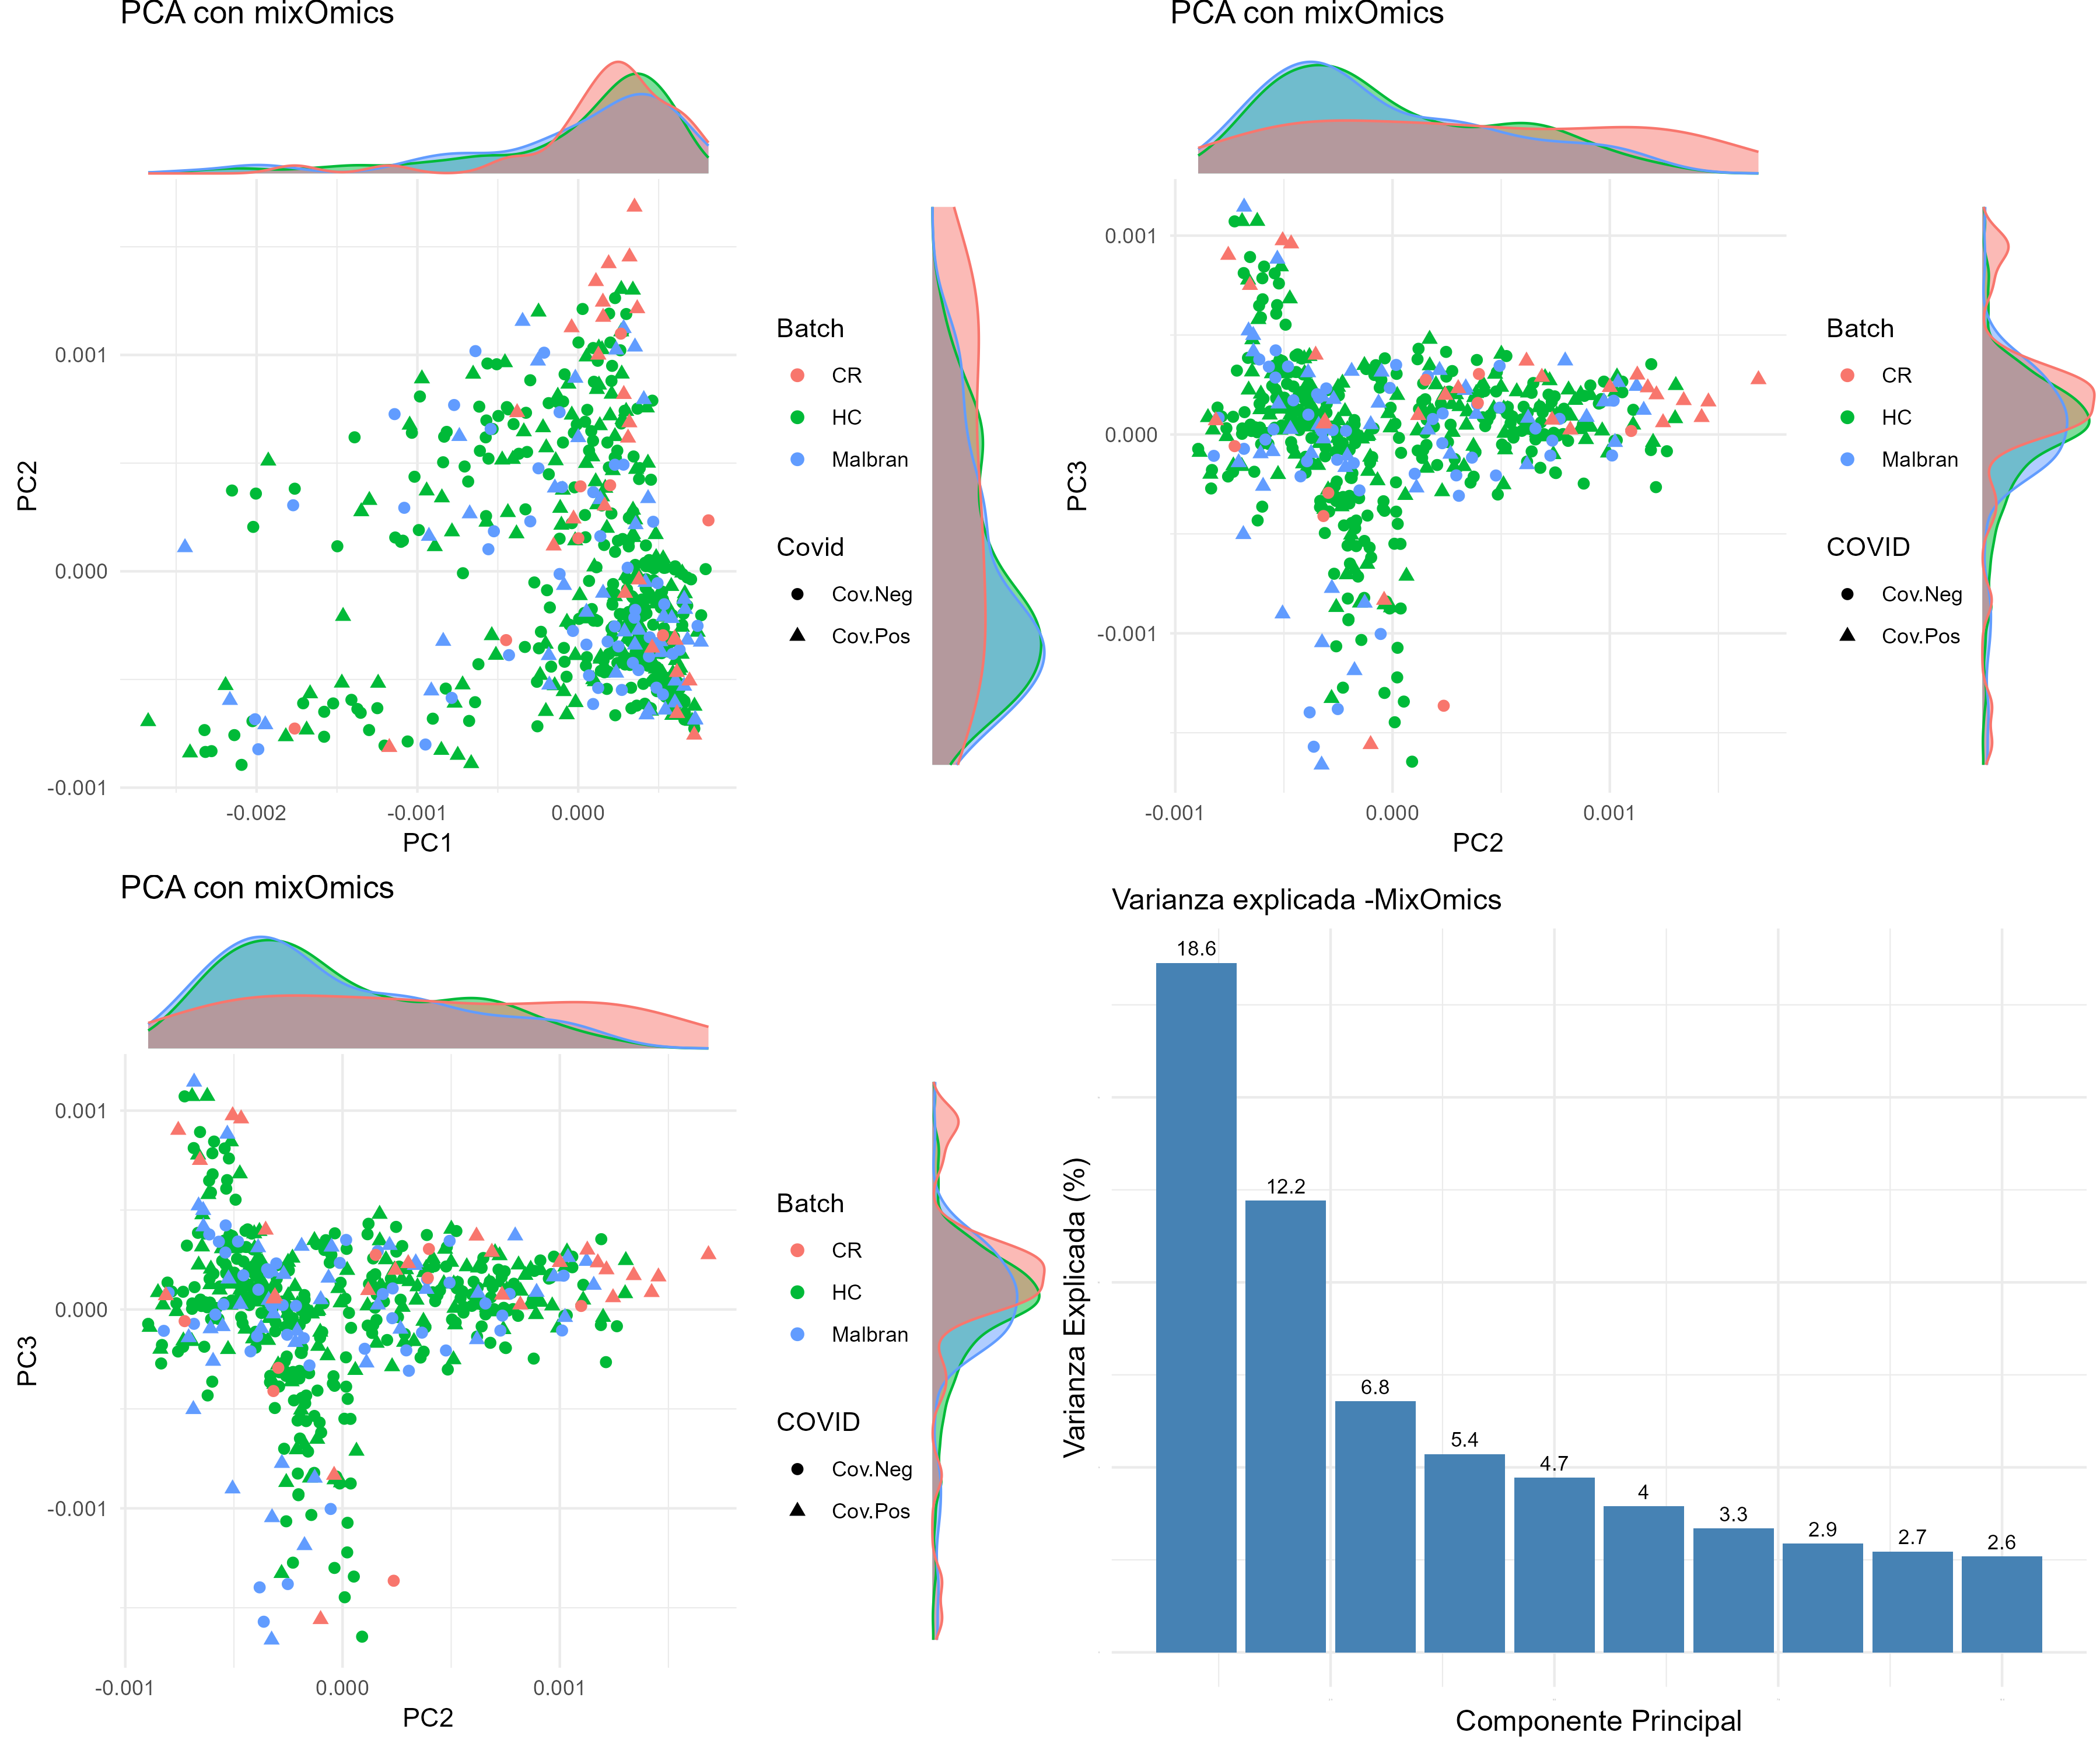 PCA con mixOmics
PC2
0.001
0.000
-0.001
-0.002
-0.001
0.000
PC1
Batch
CR
HC
Malbran
Covid
Cov.Neg
Cov.Pos
PCA con mixOmics
PC3
0.001
0.000
-0.001
-0.001
0.000
0.001
PC2
Batch
CR
HC
Malbran
COVID
Cov.Neg
Cov.Pos
PCA con mixOmics
PC3
0.001
0.000
-0.001
-0.001
0.000
0.001
PC2
Batch
CR
HC
Malbran
COVID
Cov.Neg
Cov.Pos
Varianza explicada -MixOmics
Varianza Explicada (%)
18.6
12.2
6.8
5.4
4.7
4
3.3
2.9
2.7
2.6
Componente Principal